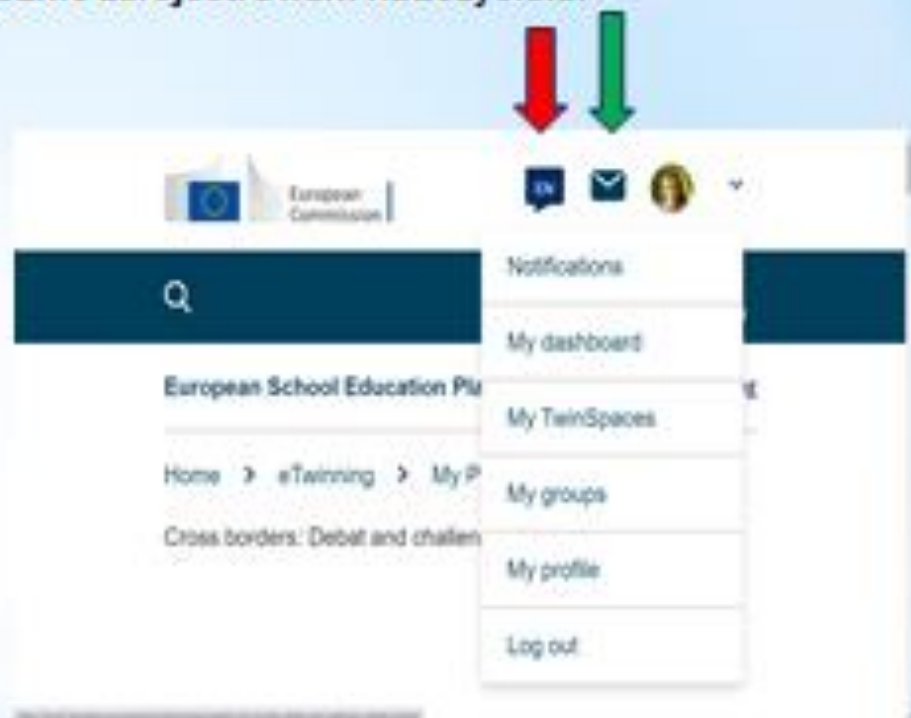 European
Commission
EN
Notifications
My dashboard
European School Education Pla
My TwinSpaces
Home > eTwinning > My P
My groups
Cross borders: Debat and challen
My profile
Log out